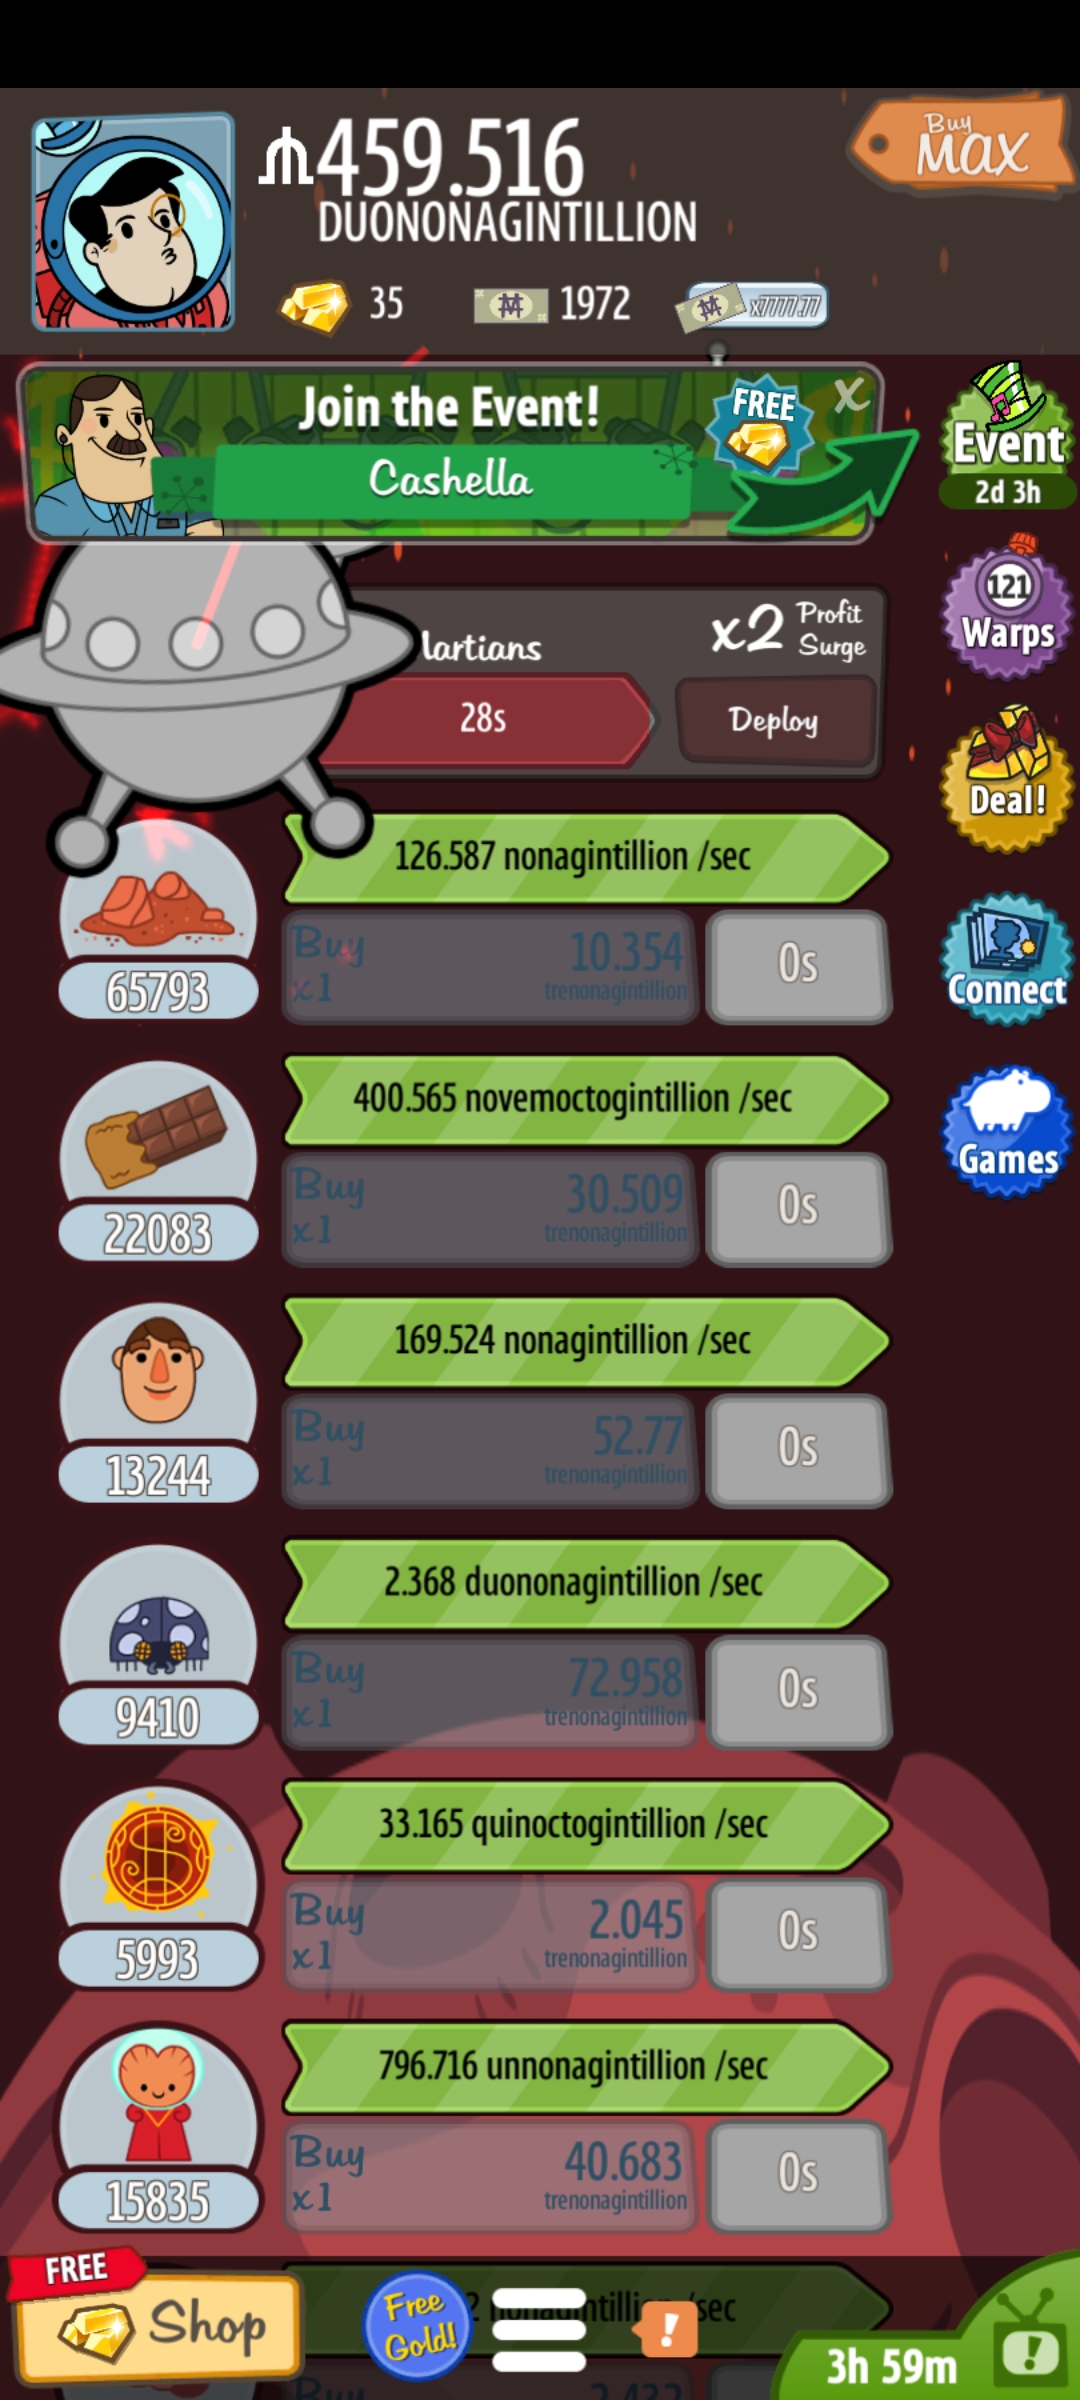 459.516
DUONONAGINTILLION
Buy
MAX
35
1972
x7777.77
Join the Event!
FREE
X
Cashella
Event
2d 3h
x2 Profit
Surge
28s
Deploy
121
Warps
Deal!
126.587 nonagintillion /sec
Buy
x1
10.354
trenonagintillion
0s
65793
Connect
400.565 novemoctogintillion /sec
Buy
x1
30.509
trenonagintillion
0s
22083
Games
169.524 nonagintillion /sec
Buy
x1
52.77
trenonagintillion
0s
13244
2.368 duononagintillion /sec
Buy
x1
72.958
trenonagintillion
0s
9410
33.165 quinoctogintillion /sec
Buy
x1
2.045
trenonagintillion
0s
5993
796.716 unnonagintillion /sec
Buy
x1
40.683
trenonagintillion
0s
15835
FREE
Shop
Free
Gold!
!
/sec
3h 59m
!
Buy